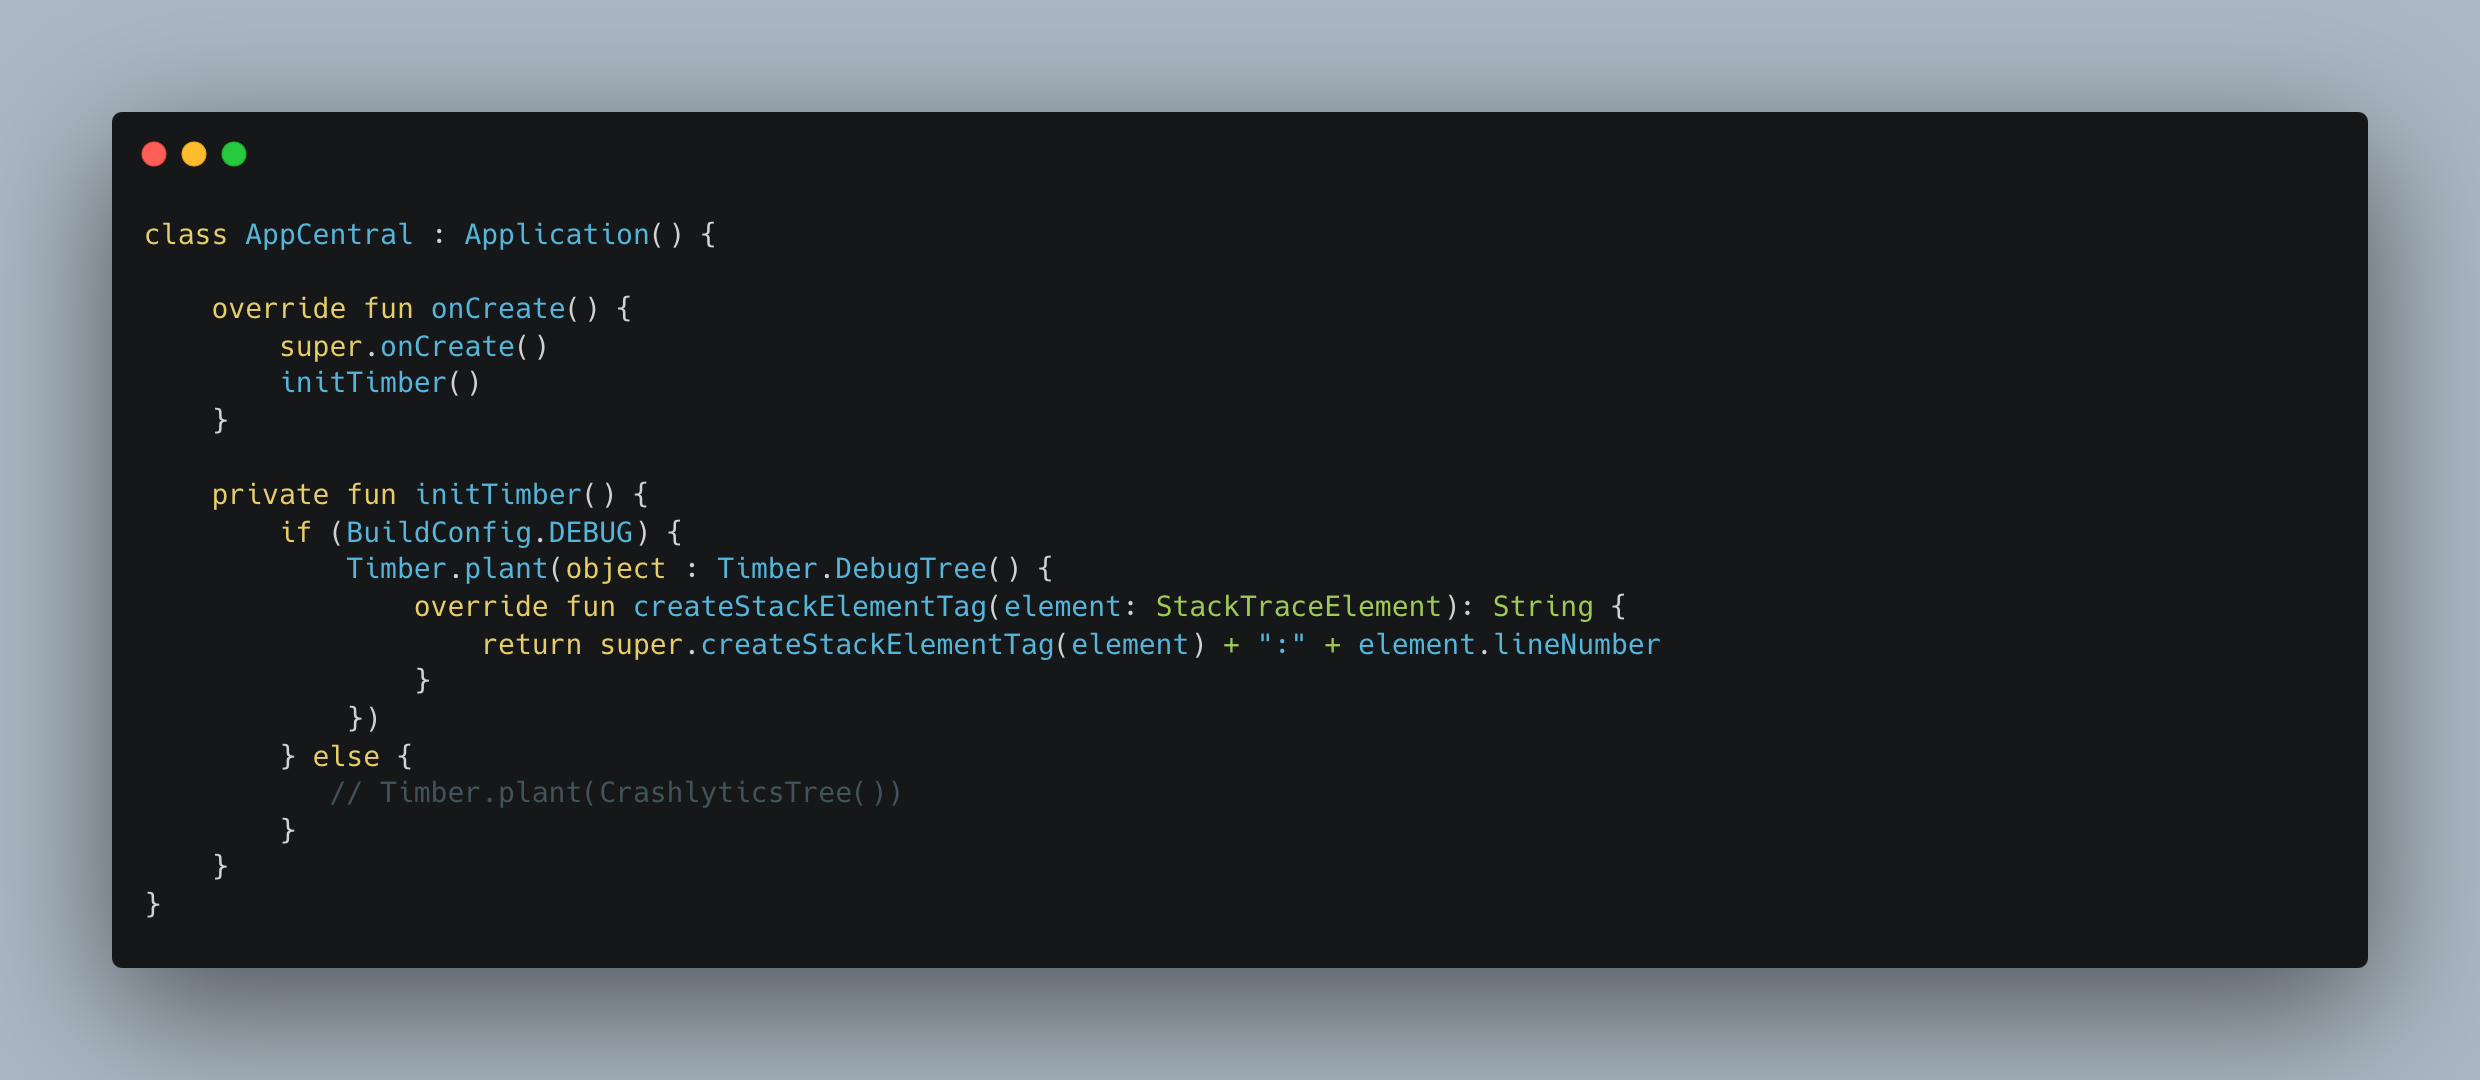 class AppCentral : Application() {
    override fun onCreate() {
        super.onCreate()
        initTimber()
    }
    private fun initTimber() {
        if (BuildConfig.DEBUG) {
            Timber.plant(object : Timber.DebugTree() {
                override fun createStackElementTag(element: StackTraceElement): String {
                    return super.createStackElementTag(element) + ":" + element.lineNumber
                }
            })
        } else {
           // Timber.plant(CrashlyticsTree())
        }
    }
}